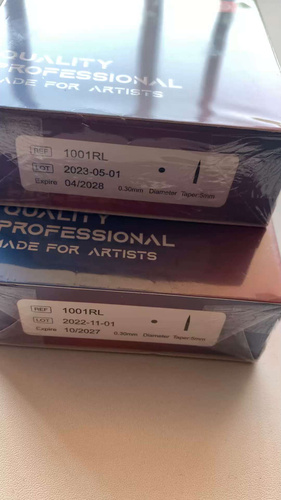 QUALITY
PROFESSIONAL
MADE FOR ARTISTS
REF 1001RL
LOT 2023-05-01
Expire 04/2028 0.30mm Diameter Taper:5mm
QUALITY
PROFESSIONAL
MADE FOR ARTISTS
REF 1001RL
LOT 2022-11-01
Expire 10/2027 0.30mm Diameter Taper:5mm